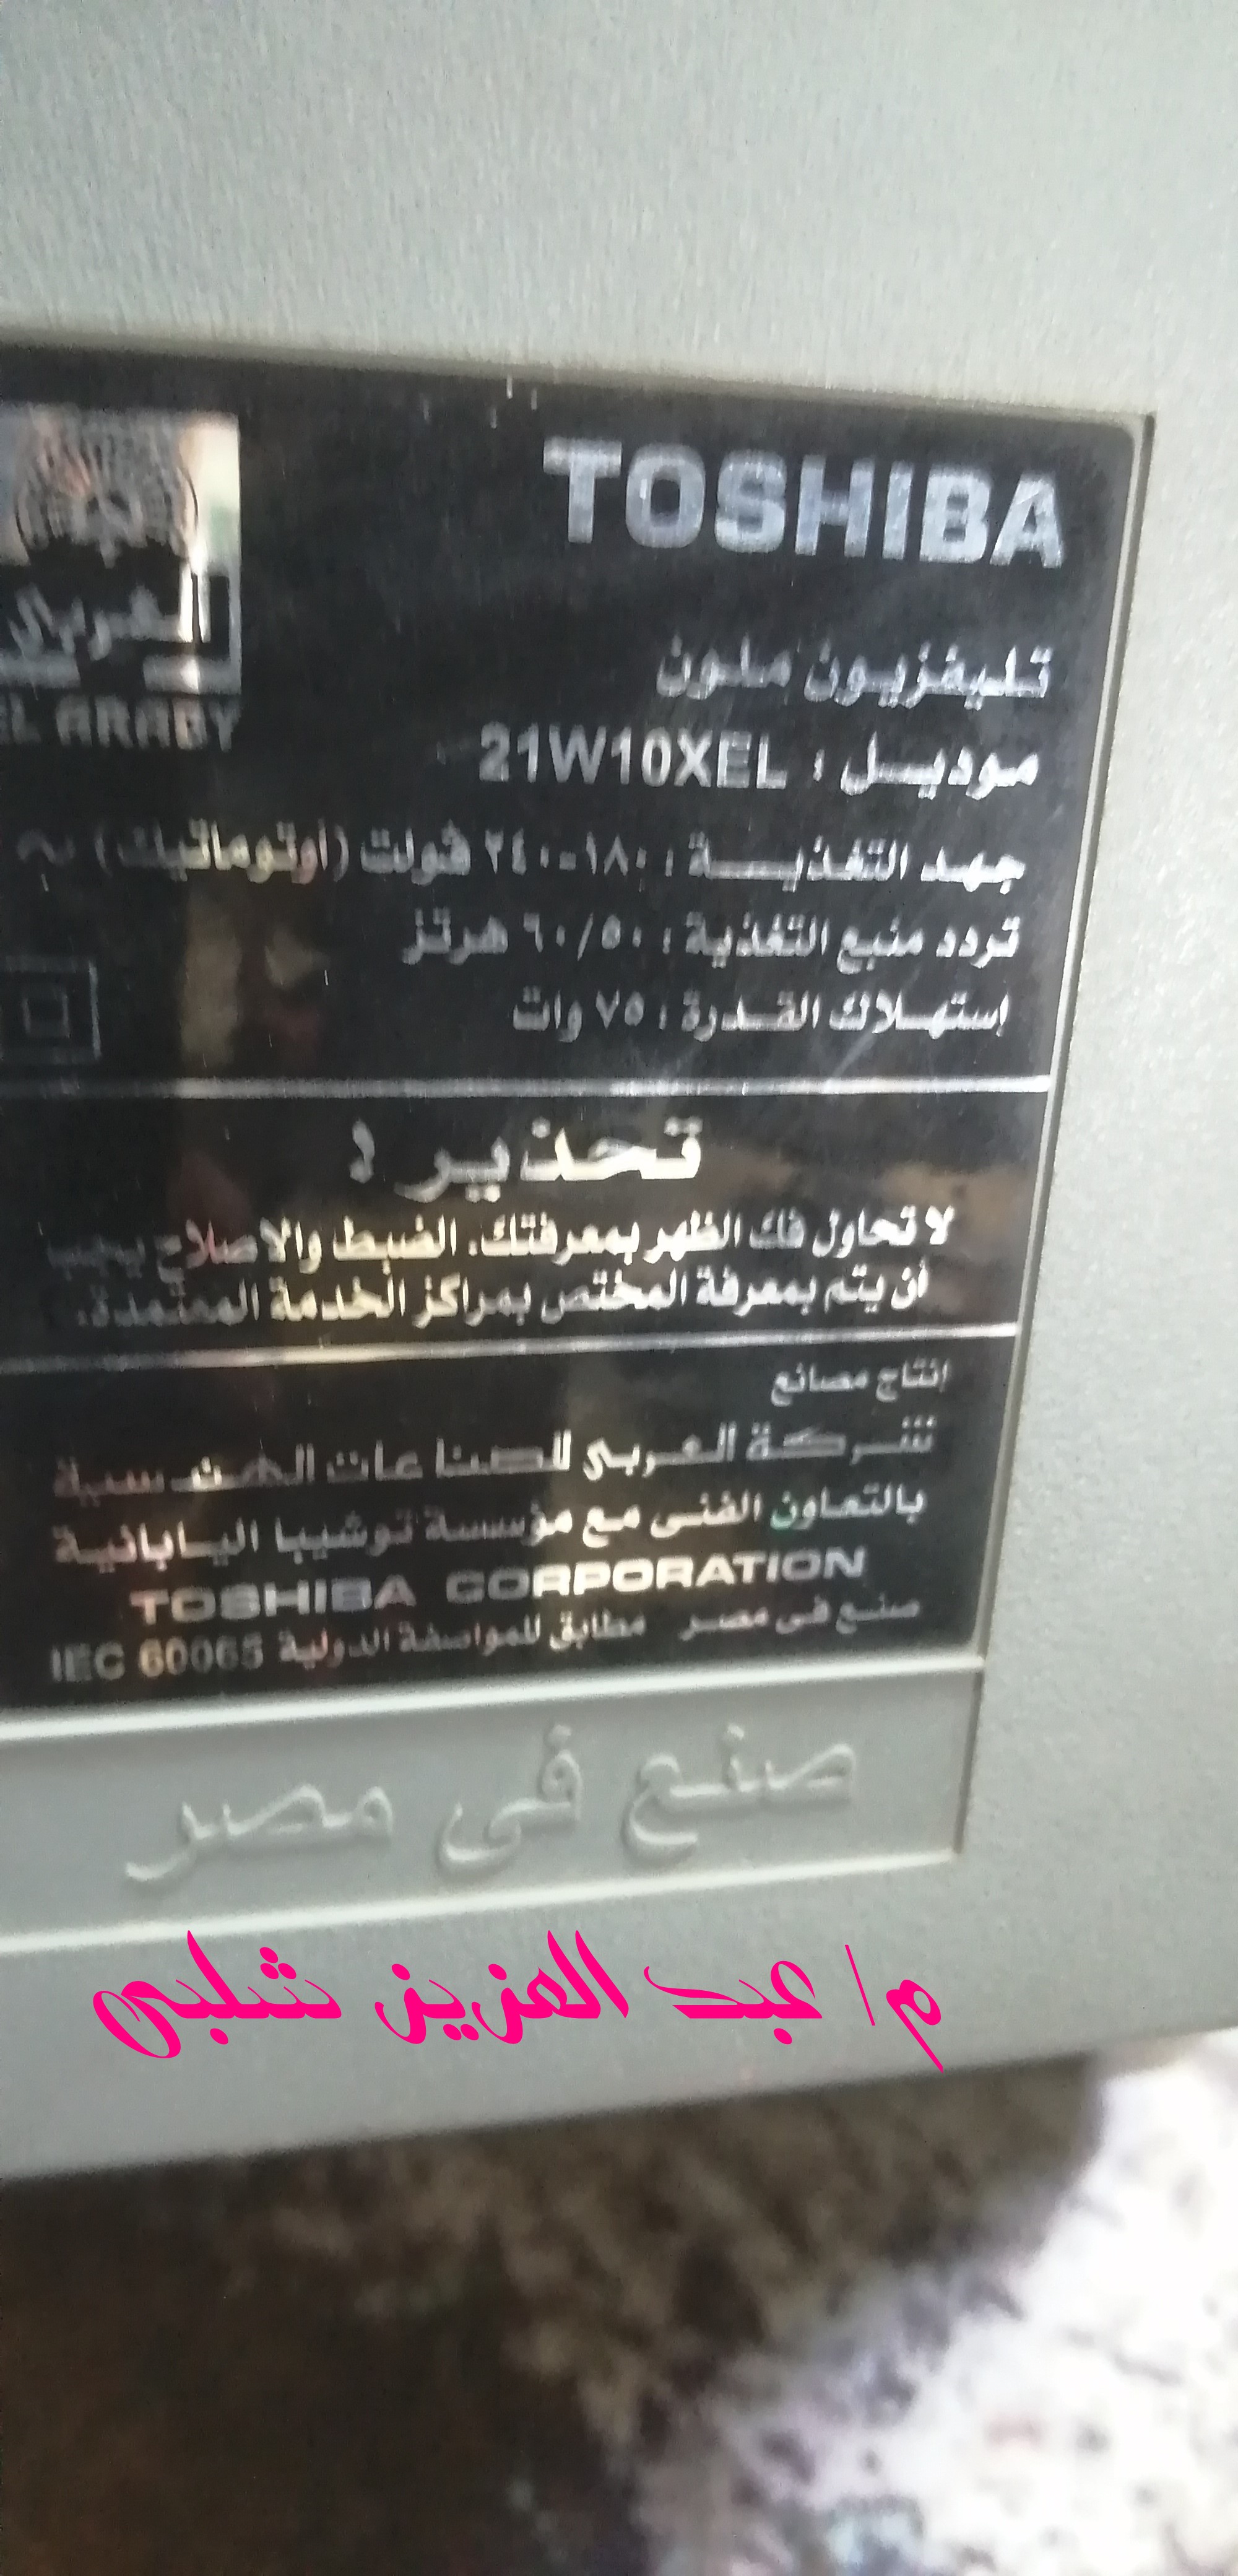 TOSHIBA
العربي
EL ARABY
تليفزيون ملون
موديل : 21W10XEL
جهد التغذية : ١٨٠-٢٤٠ ڤولت (أوتوماتيك) ~
تردد منبع التغذية : ٦٠/٥٠ هرتز
إستهلاك القدرة : ٧٥ وات
تحذير !
لا تحاول فك الظهر بمعرفتك. الضبط والاصلاح يجب
أن يتم بمعرفة المختص بمراكز الخدمة المعتمدة.
إنتاج مصانع
شركة العربى للصناعات الهندسية
بالتعاون الفنى مع مؤسسة توشيبا اليابانية
TOSHIBA CORPORATION
صنع فى مصر مطابق للمواصفة الدولية IEC 60065
صنع فى مصر
م/ عبد العزيز شلبى